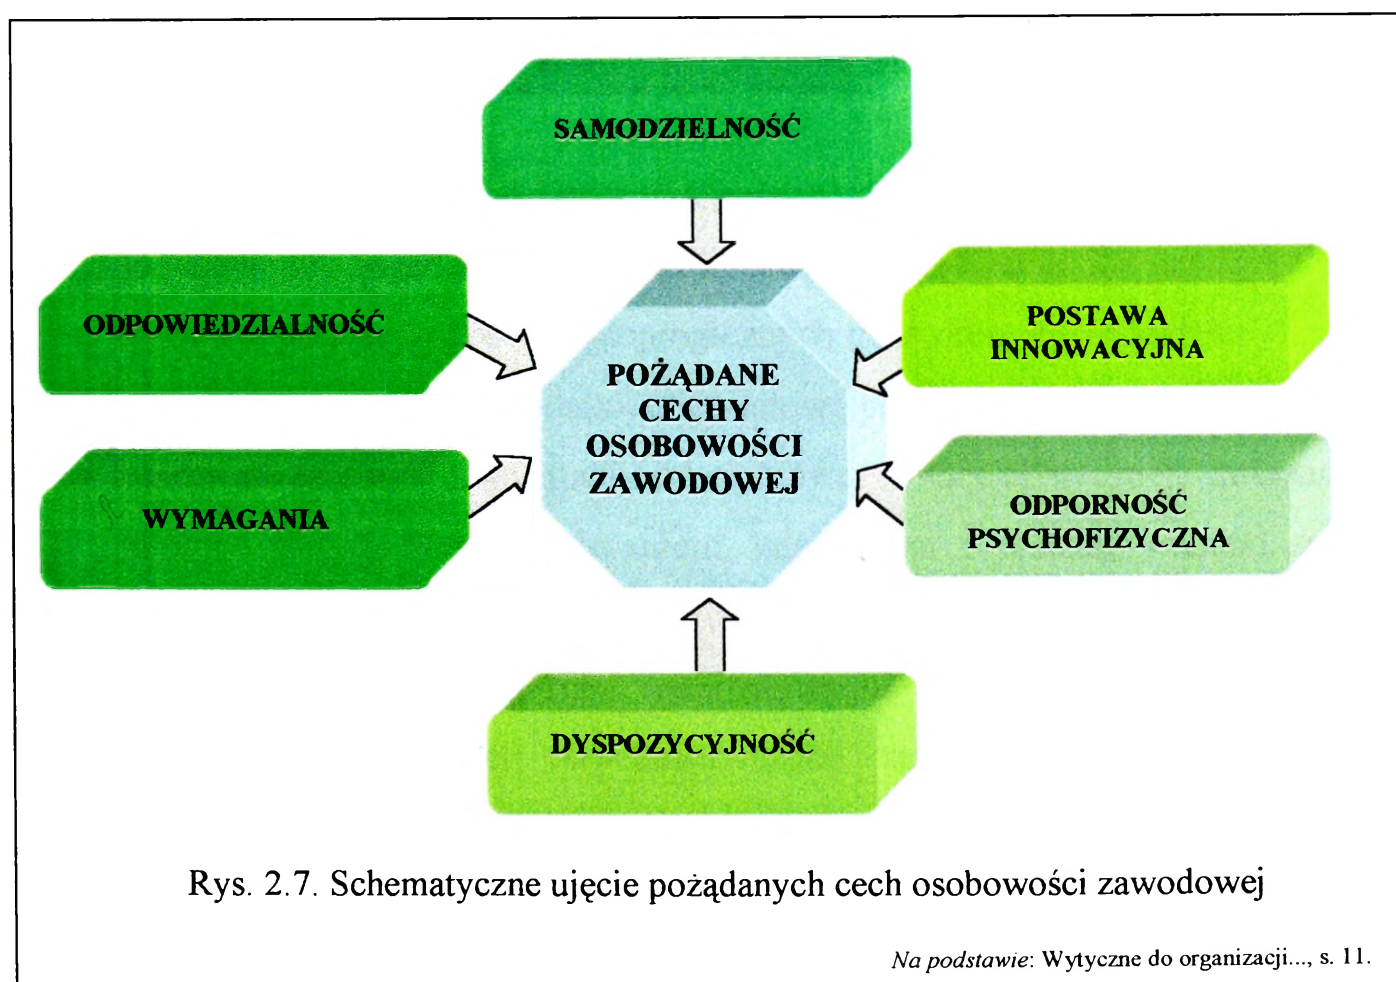 SAMODZIELNOŚĆ
ODPOWIEDZIALNOŚĆ
POSTAWA
INNOWACYJNA
POŻĄDANE
CECHY
OSOBOWOŚCI
ZAWODOWEJ
WYMAGANIA
ODPORNOŚĆ
PSYCHOFIZYCZNA
DYSPOZYCYJNOŚĆ
Rys. 2.7. Schematyczne ujęcie pożądanych cech osobowości zawodowej
Na podstawie: Wytyczne do organizacji..., s. 11.